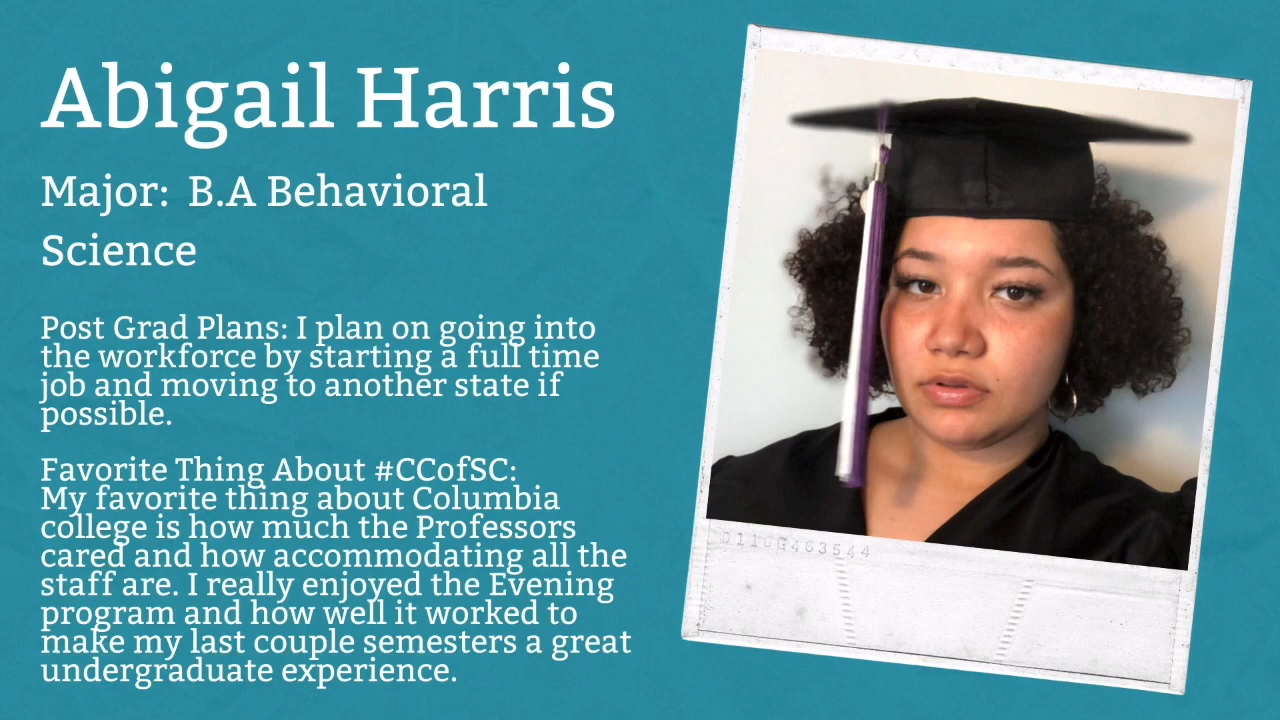 Abigail Harris
Major:  B.A Behavioral
Science
Post Grad Plans: I plan on going into
the workforce by starting a full time
job and moving to another state if
possible.
Favorite Thing About #CCofSC:
My favorite thing about Columbia
college is how much the Professors
cared and how accommodating all the
staff are. I really enjoyed the Evening
program and how well it worked to
make my last couple semesters a great
undergraduate experience.